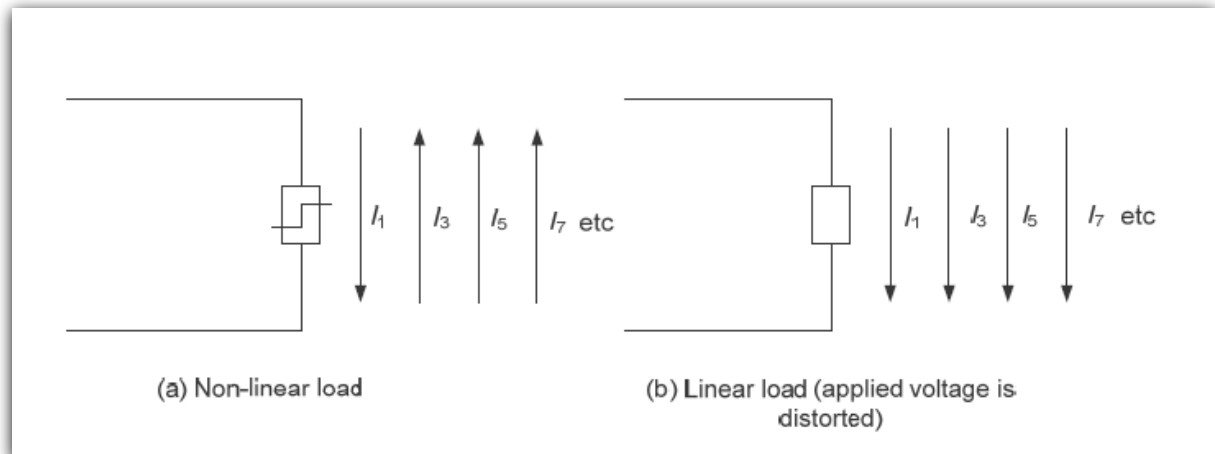 I1 I3 I5 I7 etc
I1 I3 I5 I7 etc
(a) Non-linear load
(b) Linear load (applied voltage is
distorted)